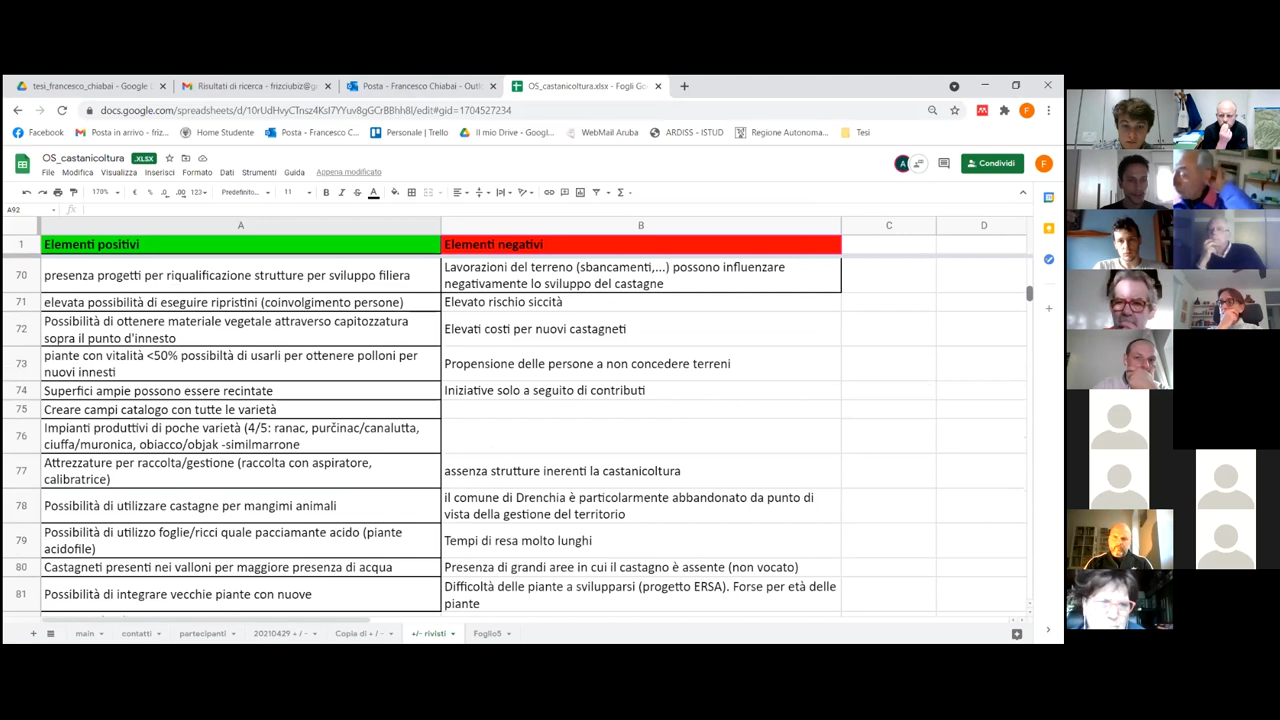 tesi_francesco_chiabai - Google
Risultati di ricerca - frizciubiz@g
Posta - Francesco Chiabai - Outl
OS_castanicoltura.xlsx - Fogli Go
docs.google.com/spreadsheets/d/10rUdHvyCTnsz4KsI7YYuv8gGCrBBhh8l/edit#gid=1704527234
F
Facebook
Posta in arrivo - friz...
Home Studente
Posta - Francesco C...
Personale | Trello
Il mio Drive - Googl...
WebMail Aruba
ARDISS - ISTUD
Regione Autonoma...
Tesi
OS_castanicoltura .XLSX
File Modifica Visualizza Inserisci Formato Dati Strumenti Guida Appena modificato
A
Condividi
F
170% € % .0 .00 123 Predefinito... 11 B I S A
A92 fx
A B C D
1 Elementi positivi Elementi negativi
70 presenza progetti per riqualificazione strutture per sviluppo filiera
Lavorazioni del terreno (sbancamenti,...) possono influenzare
negativamente lo sviluppo del castagne
71 elevata possibilità di eseguire ripristini (coinvolgimento persone)
Elevato rischio siccità
72 Possibilità di ottenere materiale vegetale attraverso capitozzatura
sopra il punto d'innesto
Elevati costi per nuovi castagneti
73 piante con vitalità <50% possibiltà di usarli per ottenere polloni per
nuovi innesti
Propensione delle persone a non concedere terreni
74 Superfici ampie possono essere recintate
Iniziative solo a seguito di contributi
75 Creare campi catalogo con tutte le varietà
76 Impianti produttivi di poche varietà (4/5: ranac, purčinac/canalutta,
ciuffa/muronica, obiacco/objak -similmarrone
77 Attrezzature per raccolta/gestione (raccolta con aspiratore,
calibratrice)
assenza strutture inerenti la castanicoltura
78 Possibilità di utilizzare castagne per mangimi animali
il comune di Drenchia è particolarmente abbandonato da punto di
vista della gestione del territorio
79 Possibilità di utilizzo foglie/ricci quale pacciamante acido (piante
acidofile)
Tempi di resa molto lunghi
80 Castagneti presenti nei valloni per maggiore presenza di acqua
Presenza di grandi aree in cui il castagno è assente (non vocato)
81 Possibilità di integrare vecchie piante con nuove
Difficoltà delle piante a svilupparsi (progetto ERSA). Forse per età delle
piante
main contatti partecipanti 20210429 + / - Copia di + / - +/- rivisti Foglio5